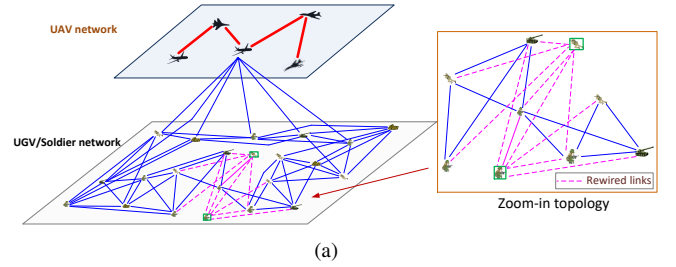 UAV network
UGV/Soldier network
Rewired links
Zoom-in topology
(a)